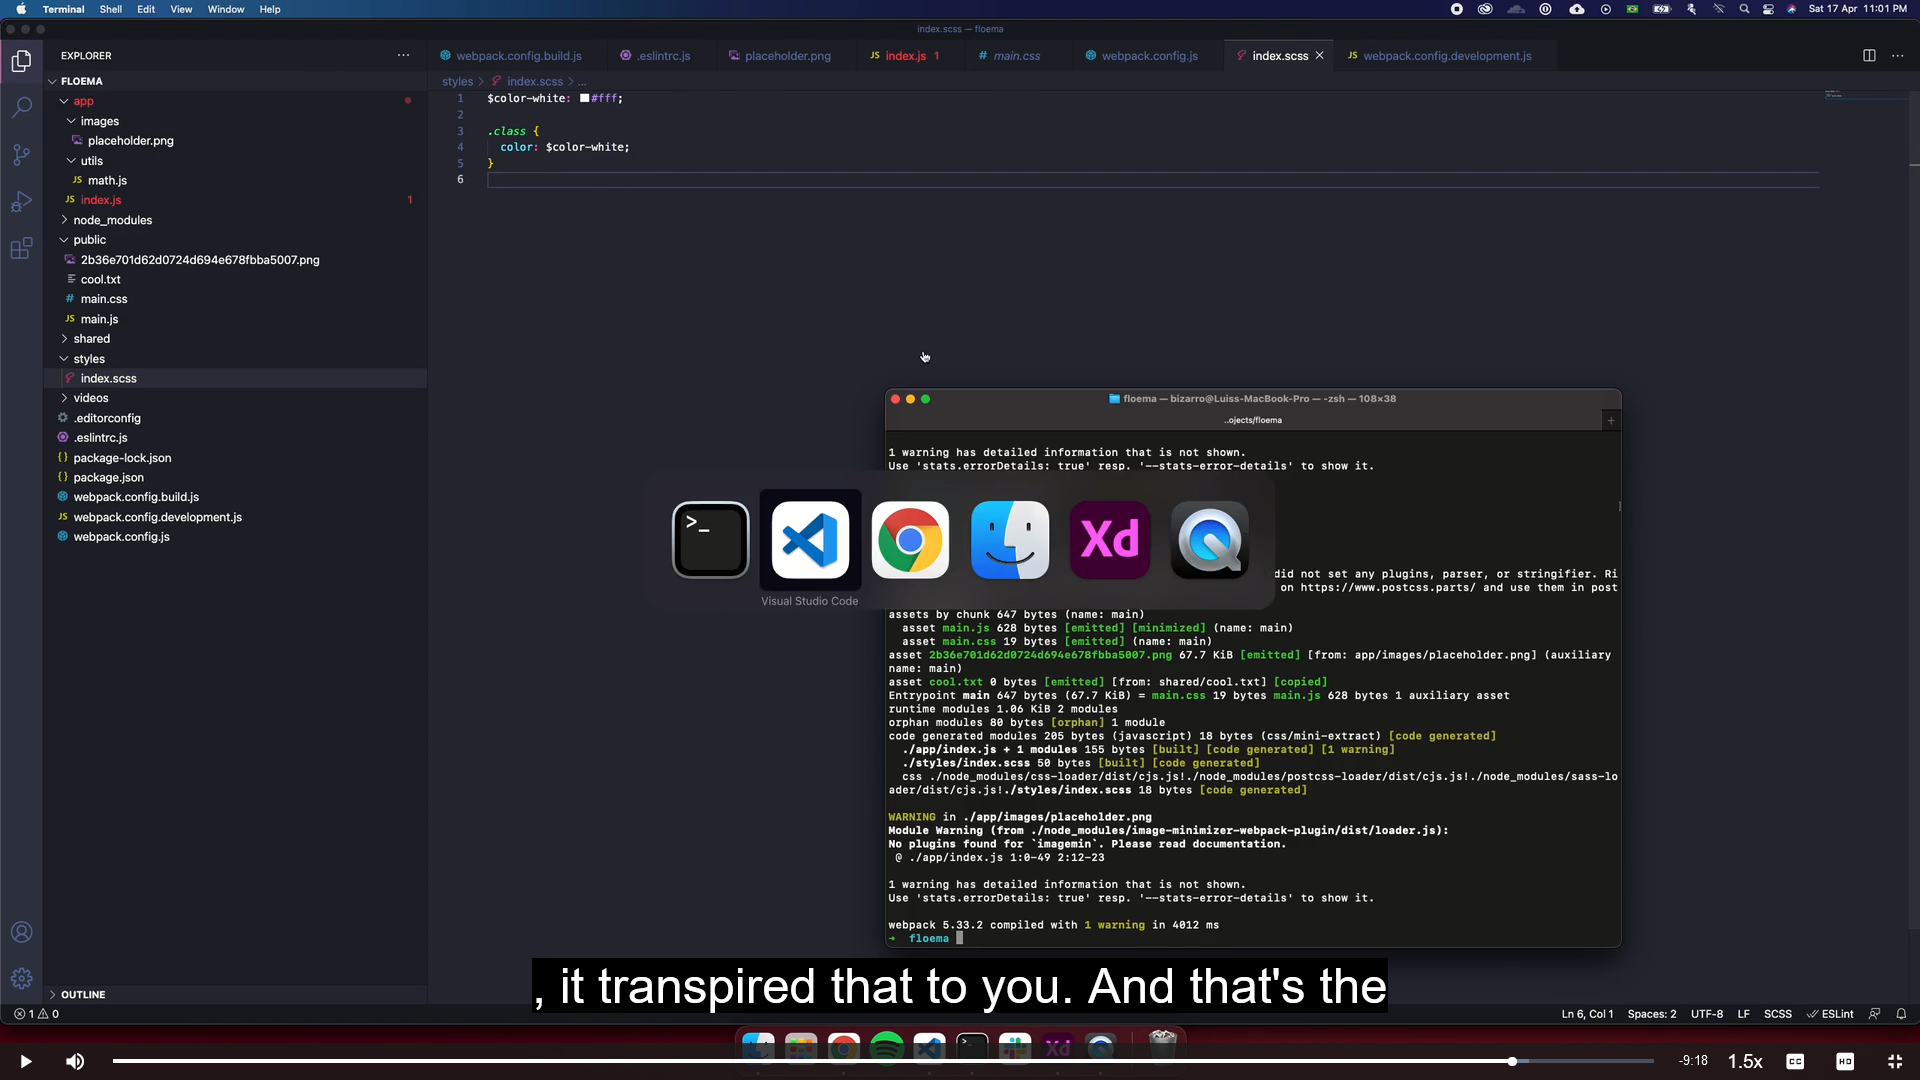 Terminal Shell Edit View Window Help
Sat 17 Apr 11:01 PM
index.scss — floema
EXPLORER
webpack.config.build.js
.eslintrc.js
placeholder.png
JS index.js 1
# main.css
webpack.config.js
index.scss
JS webpack.config.development.js
FLOEMA
styles > index.scss > ...
app
images
placeholder.png
utils
JS math.js
JS index.js 1
node_modules
public
2b36e701d62d0724d694e678fbba5007.png
cool.txt
# main.css
JS main.js
shared
styles
index.scss
videos
.editorconfig
.eslintrc.js
{} package-lock.json
{} package.json
webpack.config.build.js
JS webpack.config.development.js
webpack.config.js
OUTLINE
1 $color-white: #fff;
2
3 .class {
4 color: $color-white;
5 }
6
floema — bizarro@Luiss-MacBook-Pro — -zsh — 108×38
..ojects/floema
1 warning has detailed information that is not shown.
Use 'stats.errorDetails: true' resp. '--stats-error-details' to show it.
>_
Xd
Visual Studio Code
did not set any plugins, parser, or stringifier. Ri
on https://www.postcss.parts/ and use them in post
assets by chunk 647 bytes (name: main)
asset main.js 628 bytes [emitted] [minimized] (name: main)
asset main.css 19 bytes [emitted] (name: main)
asset 2b36e701d62d0724d694e678fbba5007.png 67.7 KiB [emitted] [from: app/images/placeholder.png] (auxiliary
name: main)
asset cool.txt 0 bytes [emitted] [from: shared/cool.txt] [copied]
Entrypoint main 647 bytes (67.7 KiB) = main.css 19 bytes main.js 628 bytes 1 auxiliary asset
runtime modules 1.06 KiB 2 modules
orphan modules 80 bytes [orphan] 1 module
code generated modules 205 bytes (javascript) 18 bytes (css/mini-extract) [code generated]
./app/index.js + 1 modules 155 bytes [built] [code generated] [1 warning]
./styles/index.scss 50 bytes [built] [code generated]
css ./node_modules/css-loader/dist/cjs.js!./node_modules/postcss-loader/dist/cjs.js!./node_modules/sass-lo
ader/dist/cjs.js!./styles/index.scss 18 bytes [code generated]
WARNING in ./app/images/placeholder.png
Module Warning (from ./node_modules/image-minimizer-webpack-plugin/dist/loader.js):
No plugins found for `imagemin`. Please read documentation.
@ ./app/index.js 1:0-49 2:12-23
1 warning has detailed information that is not shown.
Use 'stats.errorDetails: true' resp. '--stats-error-details' to show it.
webpack 5.33.2 compiled with 1 warning in 4012 ms
→ floema
, it transpired that to you. And that's the
1 0
Ln 6, Col 1 Spaces: 2 UTF-8 LF SCSS ESLint
Xd
-9:18 1.5x CC HD